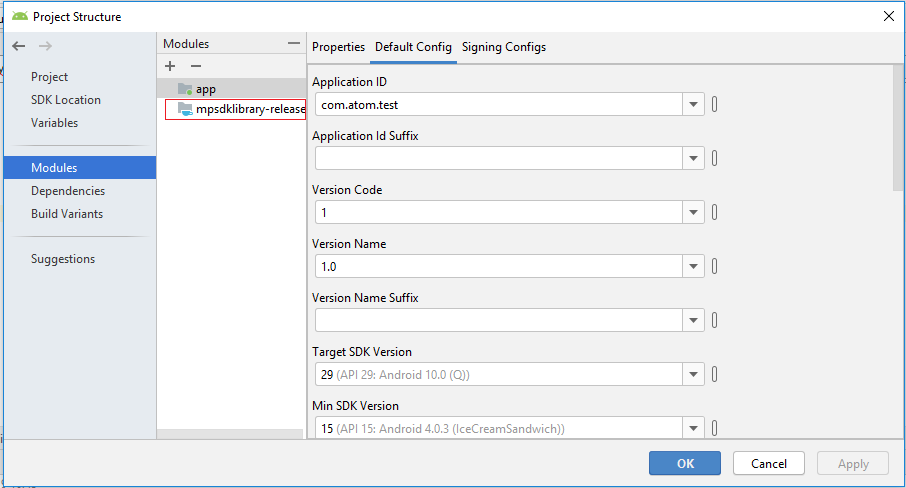 Project Structure
Project
SDK Location
Variables
Modules
Dependencies
Build Variants
Suggestions
Modules
app
mpsdklibrary-release
Properties Default Config Signing Configs
Application ID
com.atom.test
Application Id Suffix
Version Code
1
Version Name
1.0
Version Name Suffix
Target SDK Version
29 (API 29: Android 10.0 (Q))
Min SDK Version
15 (API 15: Android 4.0.3 (IceCreamSandwich))
OK Cancel Apply